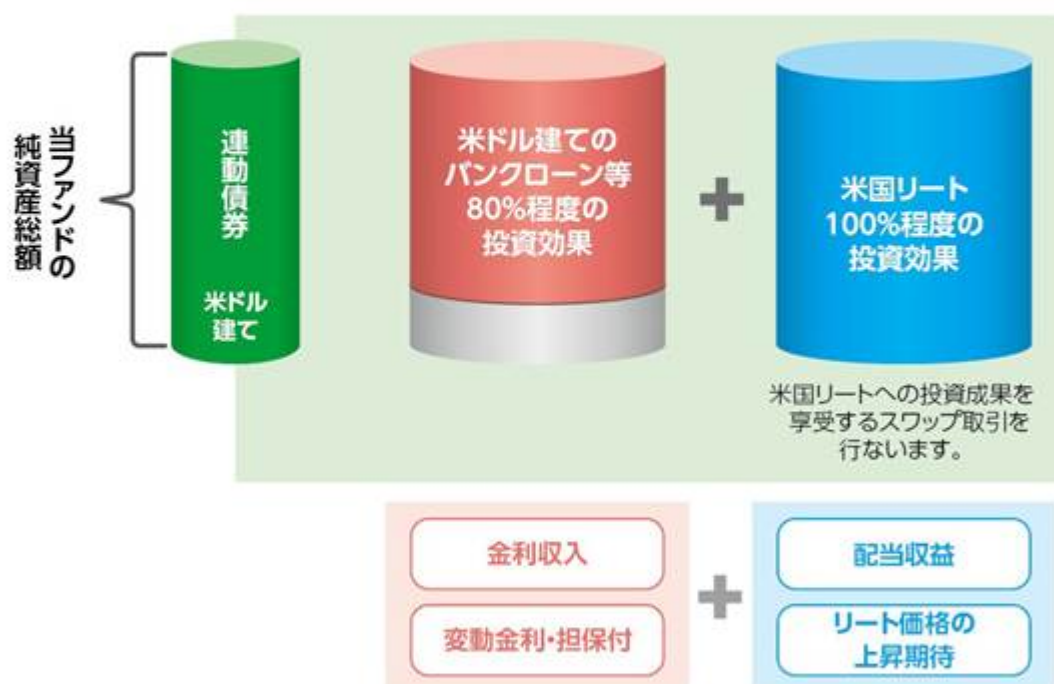 当ファンドの
純資産総額
連動債券
米ドル
建て
米ドル建ての
バンクローン等
80%程度の
投資効果
+
米国リート
100%程度の
投資効果
米国リートへの投資成果を
享受するスワップ取引を
行ないます。
金利収入
変動金利・担保付
+
配当収益
リート価格の
上昇期待